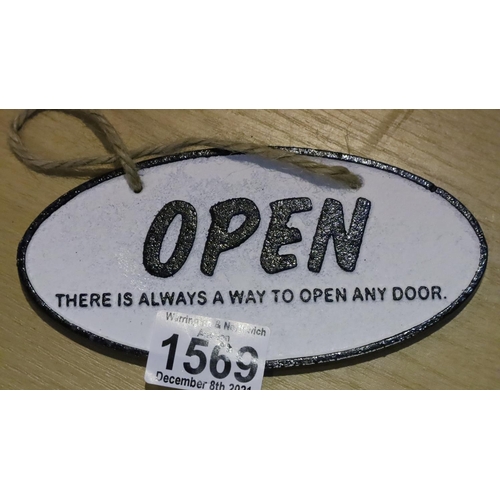 OPEN
THERE IS ALWAYS A WAY TO OPEN ANY DOOR.
Warrington & Northwich
1569
December 8th 2021